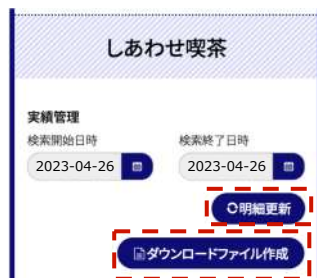 しあわせ喫茶
実績管理
検索開始日時 検索終了日時
2023-04-26 2023-04-26
明細更新
ダウンロードファイル作成